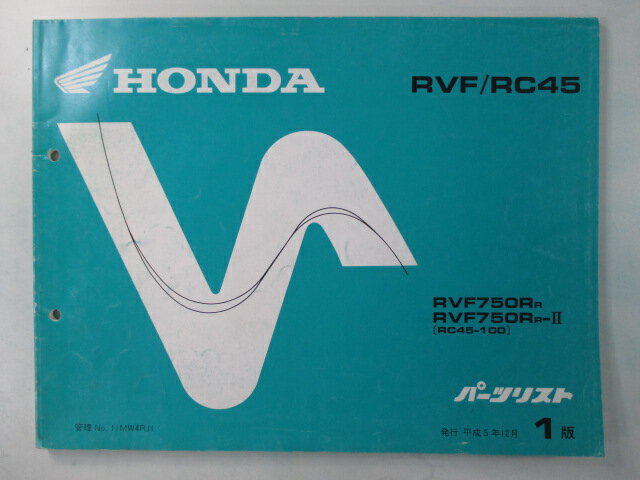 HONDA
RVF/RC45
RVF750RR
RVF750RR-II
(RC45-100)
パーツリスト
管理 No. 11MW4RJ1
発行 平成5年12月 1版